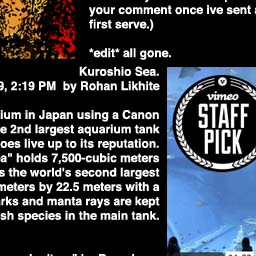 your comment once ive sent a
first serve.)
*edit* all gone.
Kuroshio Sea.
9, 2:19 PM by Rohan Likhite
ium in Japan using a Canon
e 2nd largest aquarium tank
oes live up to its reputation.
a" holds 7,500-cubic meters
s the world's second largest
meters by 22.5 meters with a
arks and manta rays are kept
sh species in the main tank.
vimeo
STAFF
PICK